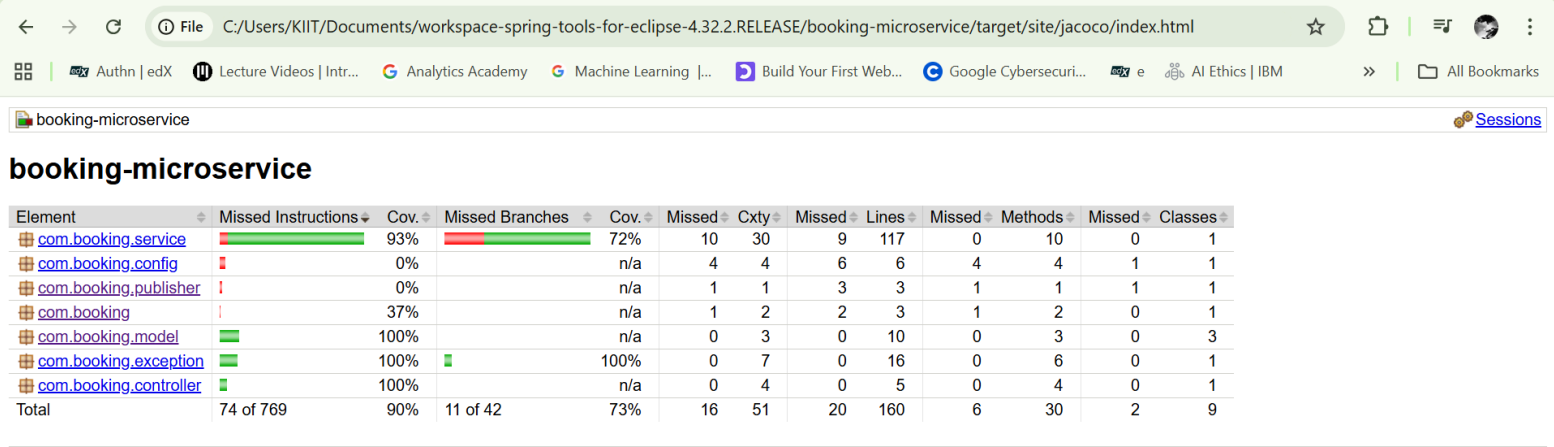 File C:/Users/KIIT/Documents/workspace-spring-tools-for-eclipse-4.32.2.RELEASE/booking-microservice/target/site/jacoco/index.html
edX Authn | edX Lecture Videos | Intr... Analytics Academy Machine Learning |... Build Your First Web... Google Cybersecuri... edX e AI Ethics | IBM » All Bookmarks
booking-microservice Sessions
booking-microservice
Element Missed Instructions Cov. Missed Branches Cov. Missed Cxty Missed Lines Missed Methods Missed Classes
com.booking.service 93% 72% 10 30 9 117 0 10 0 1
com.booking.config 0% n/a 4 4 6 6 4 4 1 1
com.booking.publisher 0% n/a 1 1 3 3 1 1 1 1
com.booking 37% n/a 1 2 2 3 1 2 0 1
com.booking.model 100% n/a 0 3 0 10 0 3 0 3
com.booking.exception 100% 100% 0 7 0 16 0 6 0 1
com.booking.controller 100% n/a 0 4 0 5 0 4 0 1
Total 74 of 769 90% 11 of 42 73% 16 51 20 160 6 30 2 9